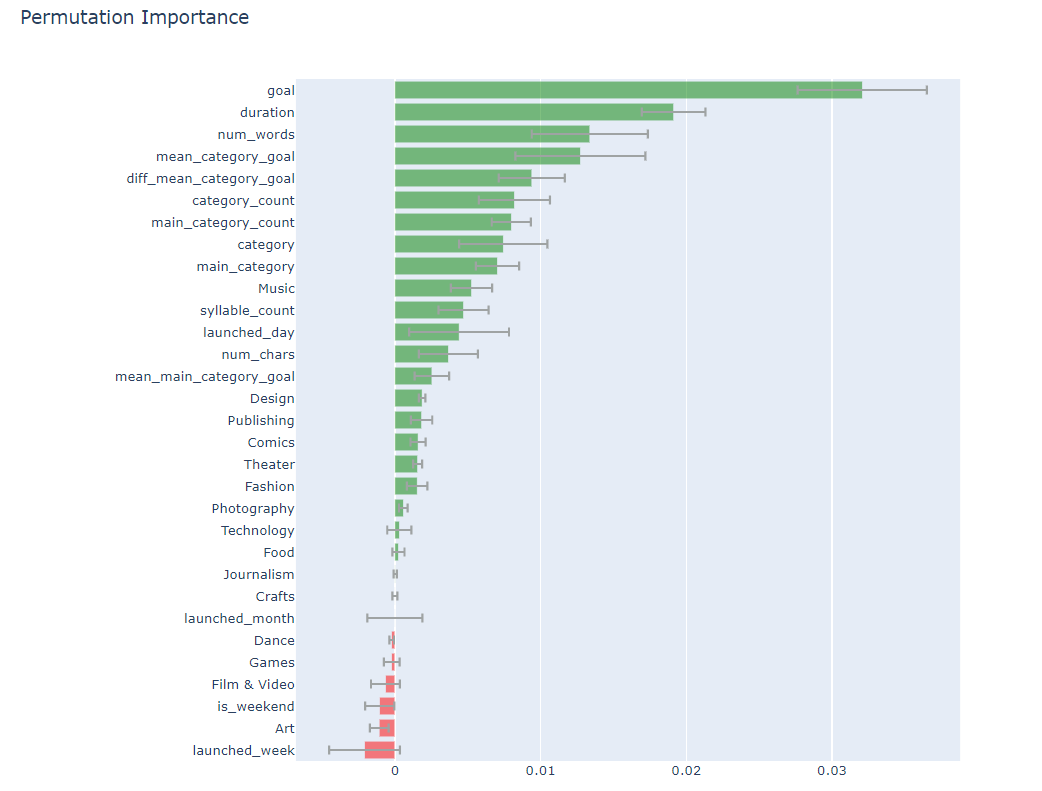 Permutation Importance
goal
duration
num_words
mean_category_goal
diff_mean_category_goal
category_count
main_category_count
category
main_category
Music
syllable_count
launched_day
num_chars
mean_main_category_goal
Design
Publishing
Comics
Theater
Fashion
Photography
Technology
Food
Journalism
Crafts
launched_month
Dance
Games
Film & Video
is_weekend
Art
launched_week
0 0.01 0.02 0.03